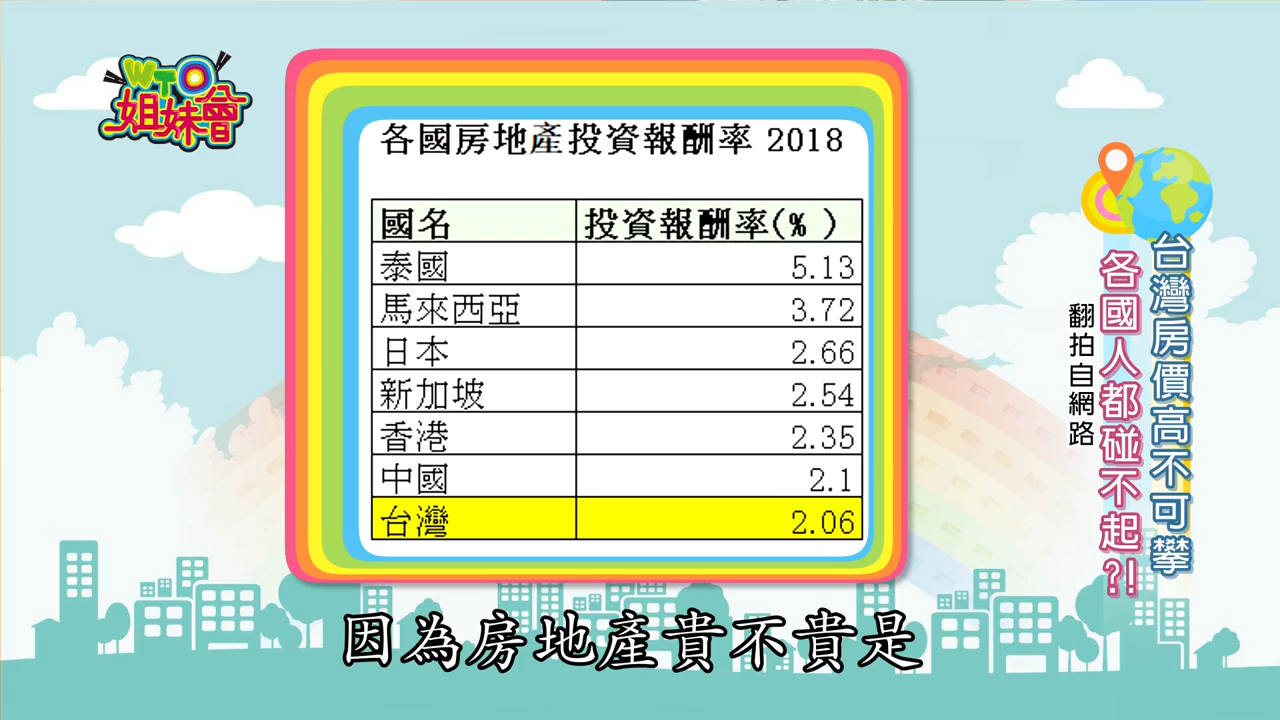 WTO
姐妹會
各國房地產投資報酬率 2018
國名 投資報酬率(% )
泰國 5.13
馬來西亞 3.72
日本 2.66
新加坡 2.54
香港 2.35
中國 2.1
台灣 2.06
台灣房價高不可攀
各國人都碰不起?!
翻拍自網路
因為房地產貴不貴是